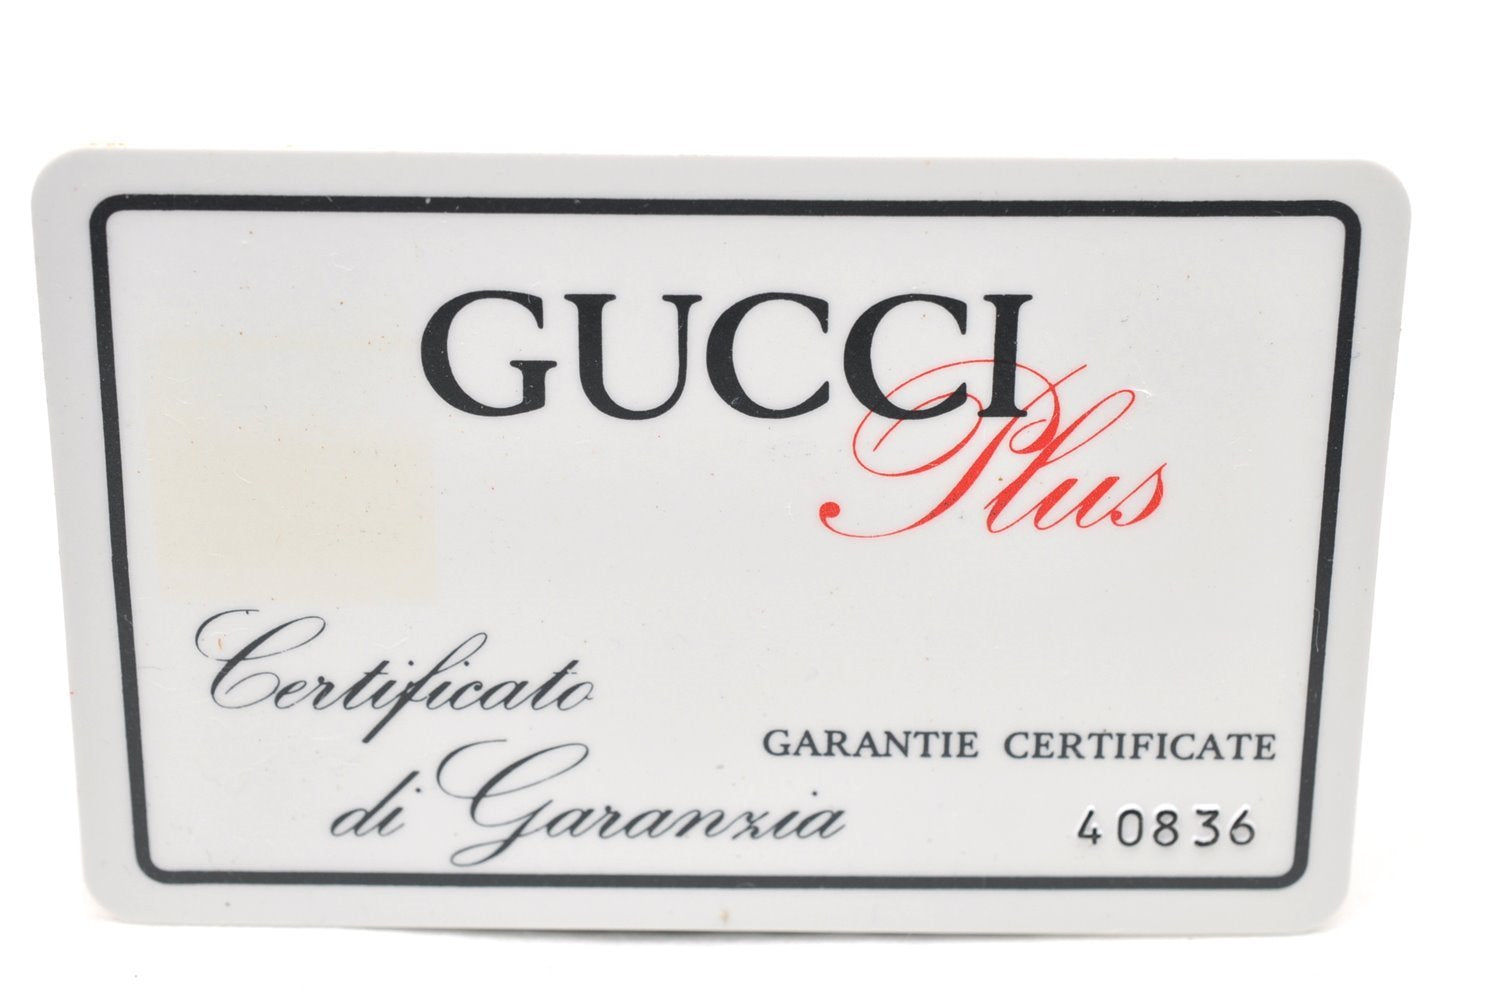 GUCCI
Plus
Certificato
di Garanzia
GARANTIE CERTIFICATE
40836